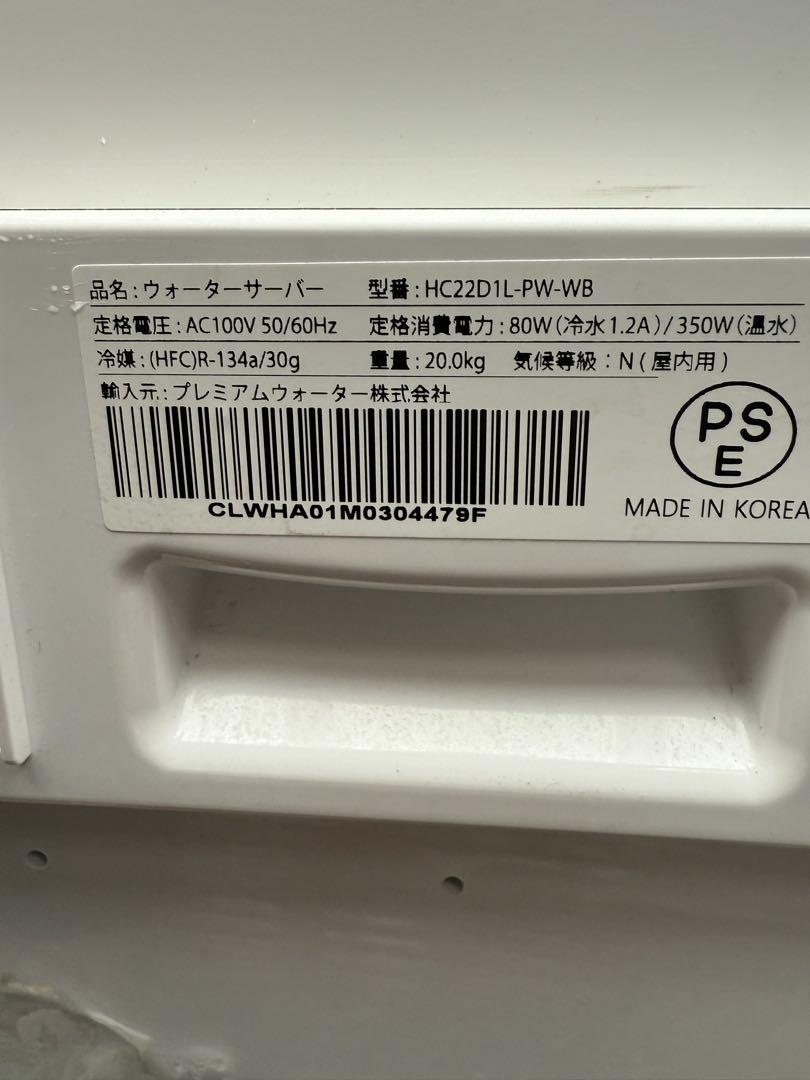 品名:ウォーターサーバー 型番:HC22D1L-PW-WB
定格電圧:AC100V 50/60Hz 定格消費電力:80W(冷水1.2A)/350W(温水)
冷媒:(HFC)R-134a/30g 重量:20.0kg 気候等級:N(屋内用)
輸入元:プレミアムウォーター株式会社
PS
E
CLWHA01M0304479F
MADE IN KOREA